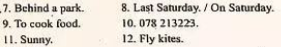 7. Behind a park. 8. Last Saturday. / On Saturday.
9. To cook food. 10. 078 213223.
11. Sunny. 12. Fly kites.